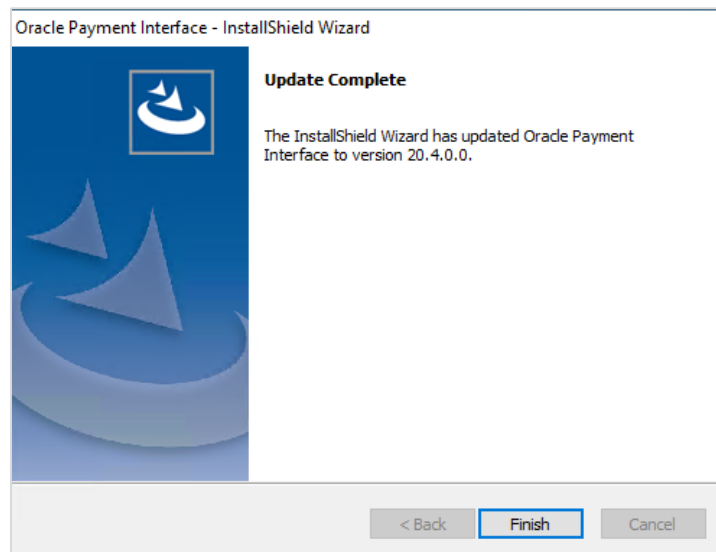 Oracle Payment Interface - InstallShield Wizard
Update Complete
The InstallShield Wizard has updated Oracle Payment
Interface to version 20.4.0.0.
< Back Finish Cancel